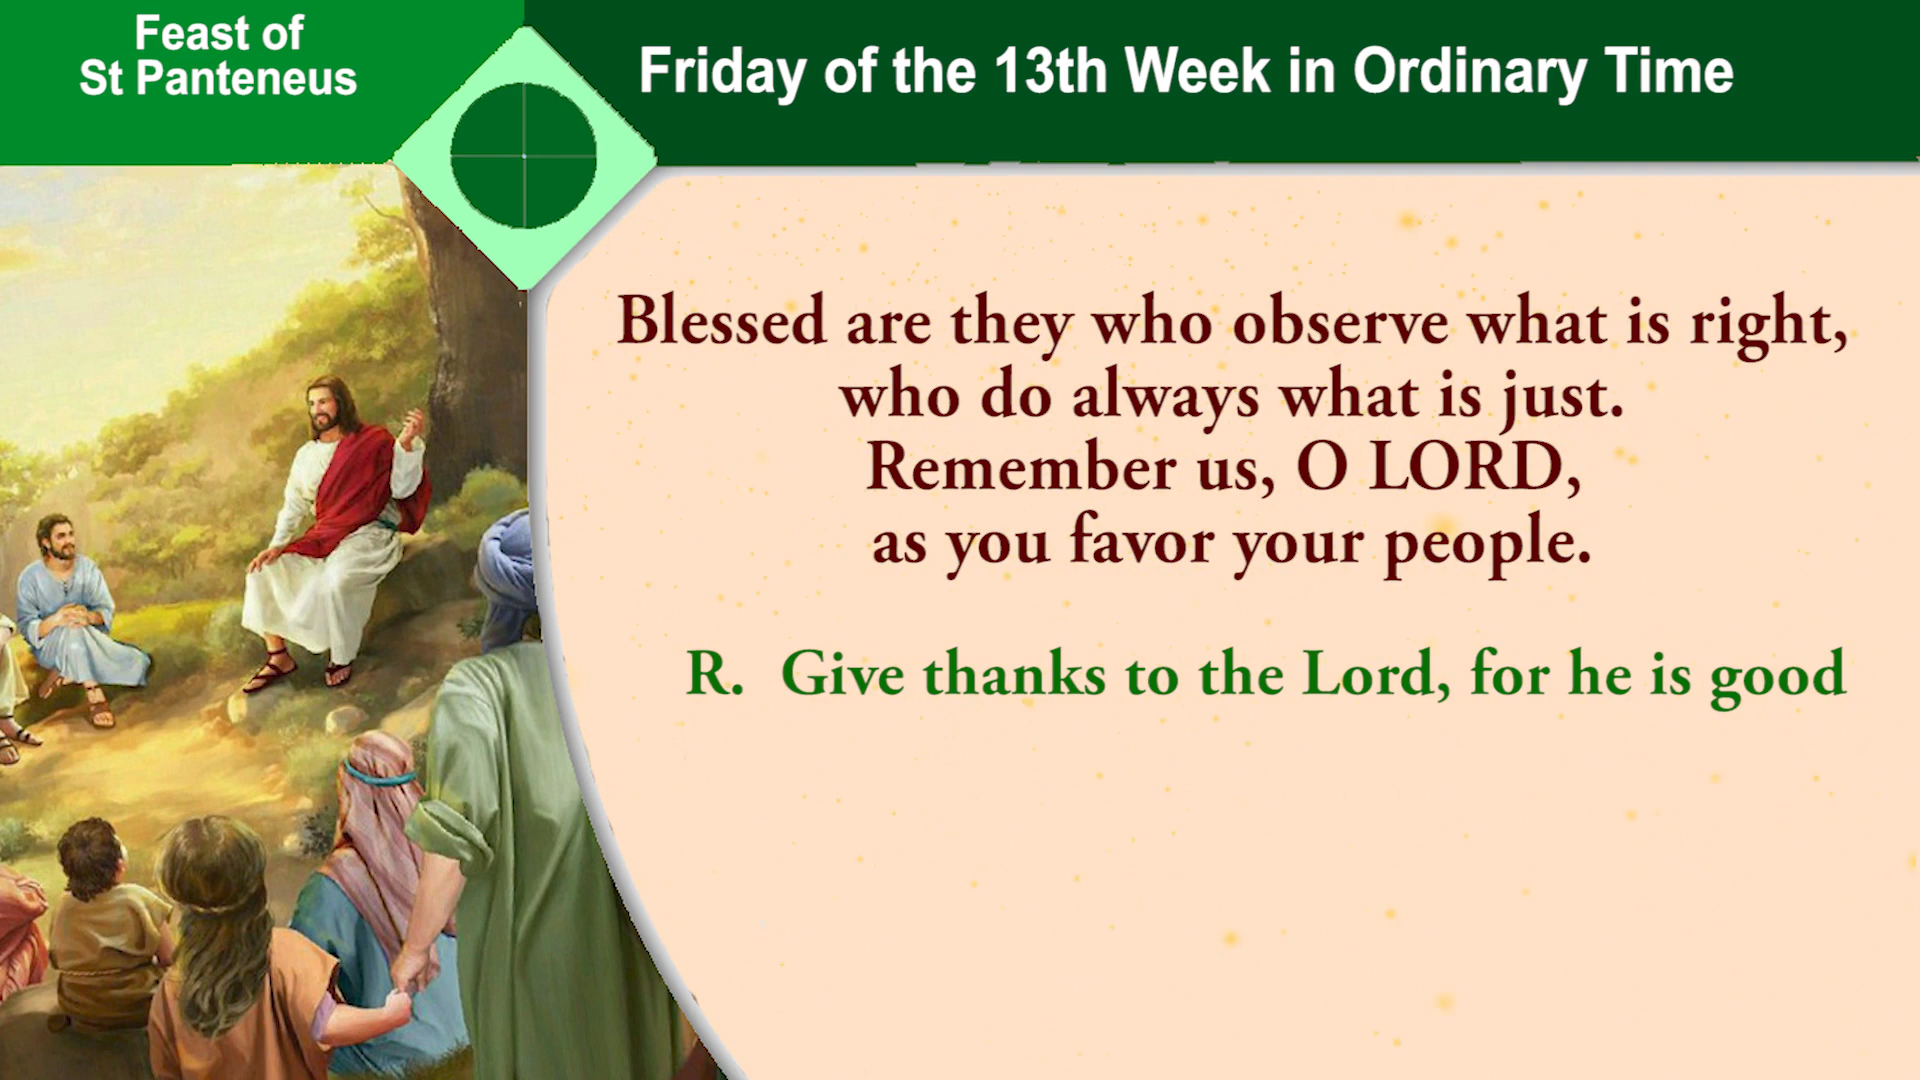 Feast of
St Panteneus
Friday of the 13th Week in Ordinary Time
Blessed are they who observe what is right,
who do always what is just.
Remember us, O LORD,
as you favor your people.
R. Give thanks to the Lord, for he is good